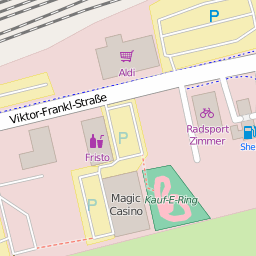 P
Aldi
Viktor-Frankl-Straße
Radsport
Zimmer
She
P
Fristo
P
Magic
Casino
Kauf-E-Ring